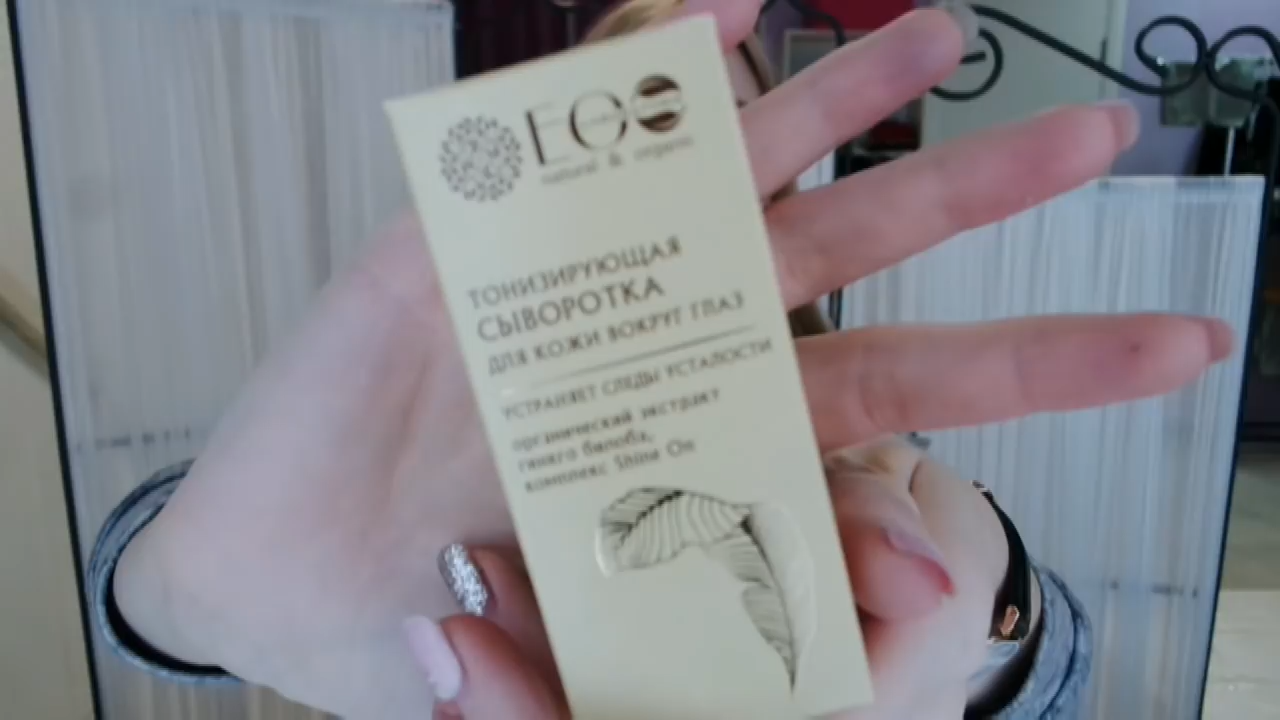 EO
natural & organic
ТОНИЗИРУЮЩАЯ
СЫВОРОТКА
ДЛЯ КОЖИ ВОКРУГ ГЛАЗ
УСТРАНЯЕТ СЛЕДЫ УСТАЛОСТИ
органический экстракт
гинкго билоба,
комплекс Shine On